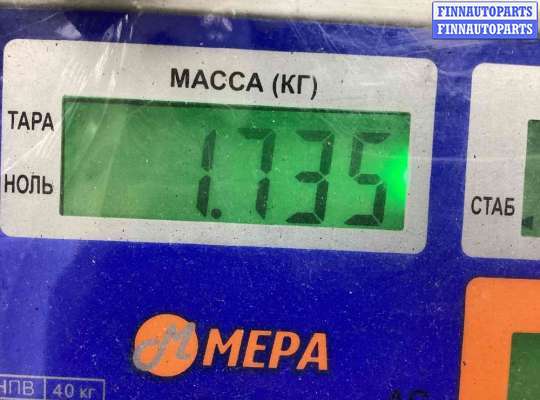 FINNAUTOPARTS
FINNAUTOPARTS
МАССА (КГ)
ТАРА
1.735
НОЛЬ
СТАБ
МЕРА
НПВ 40 кг